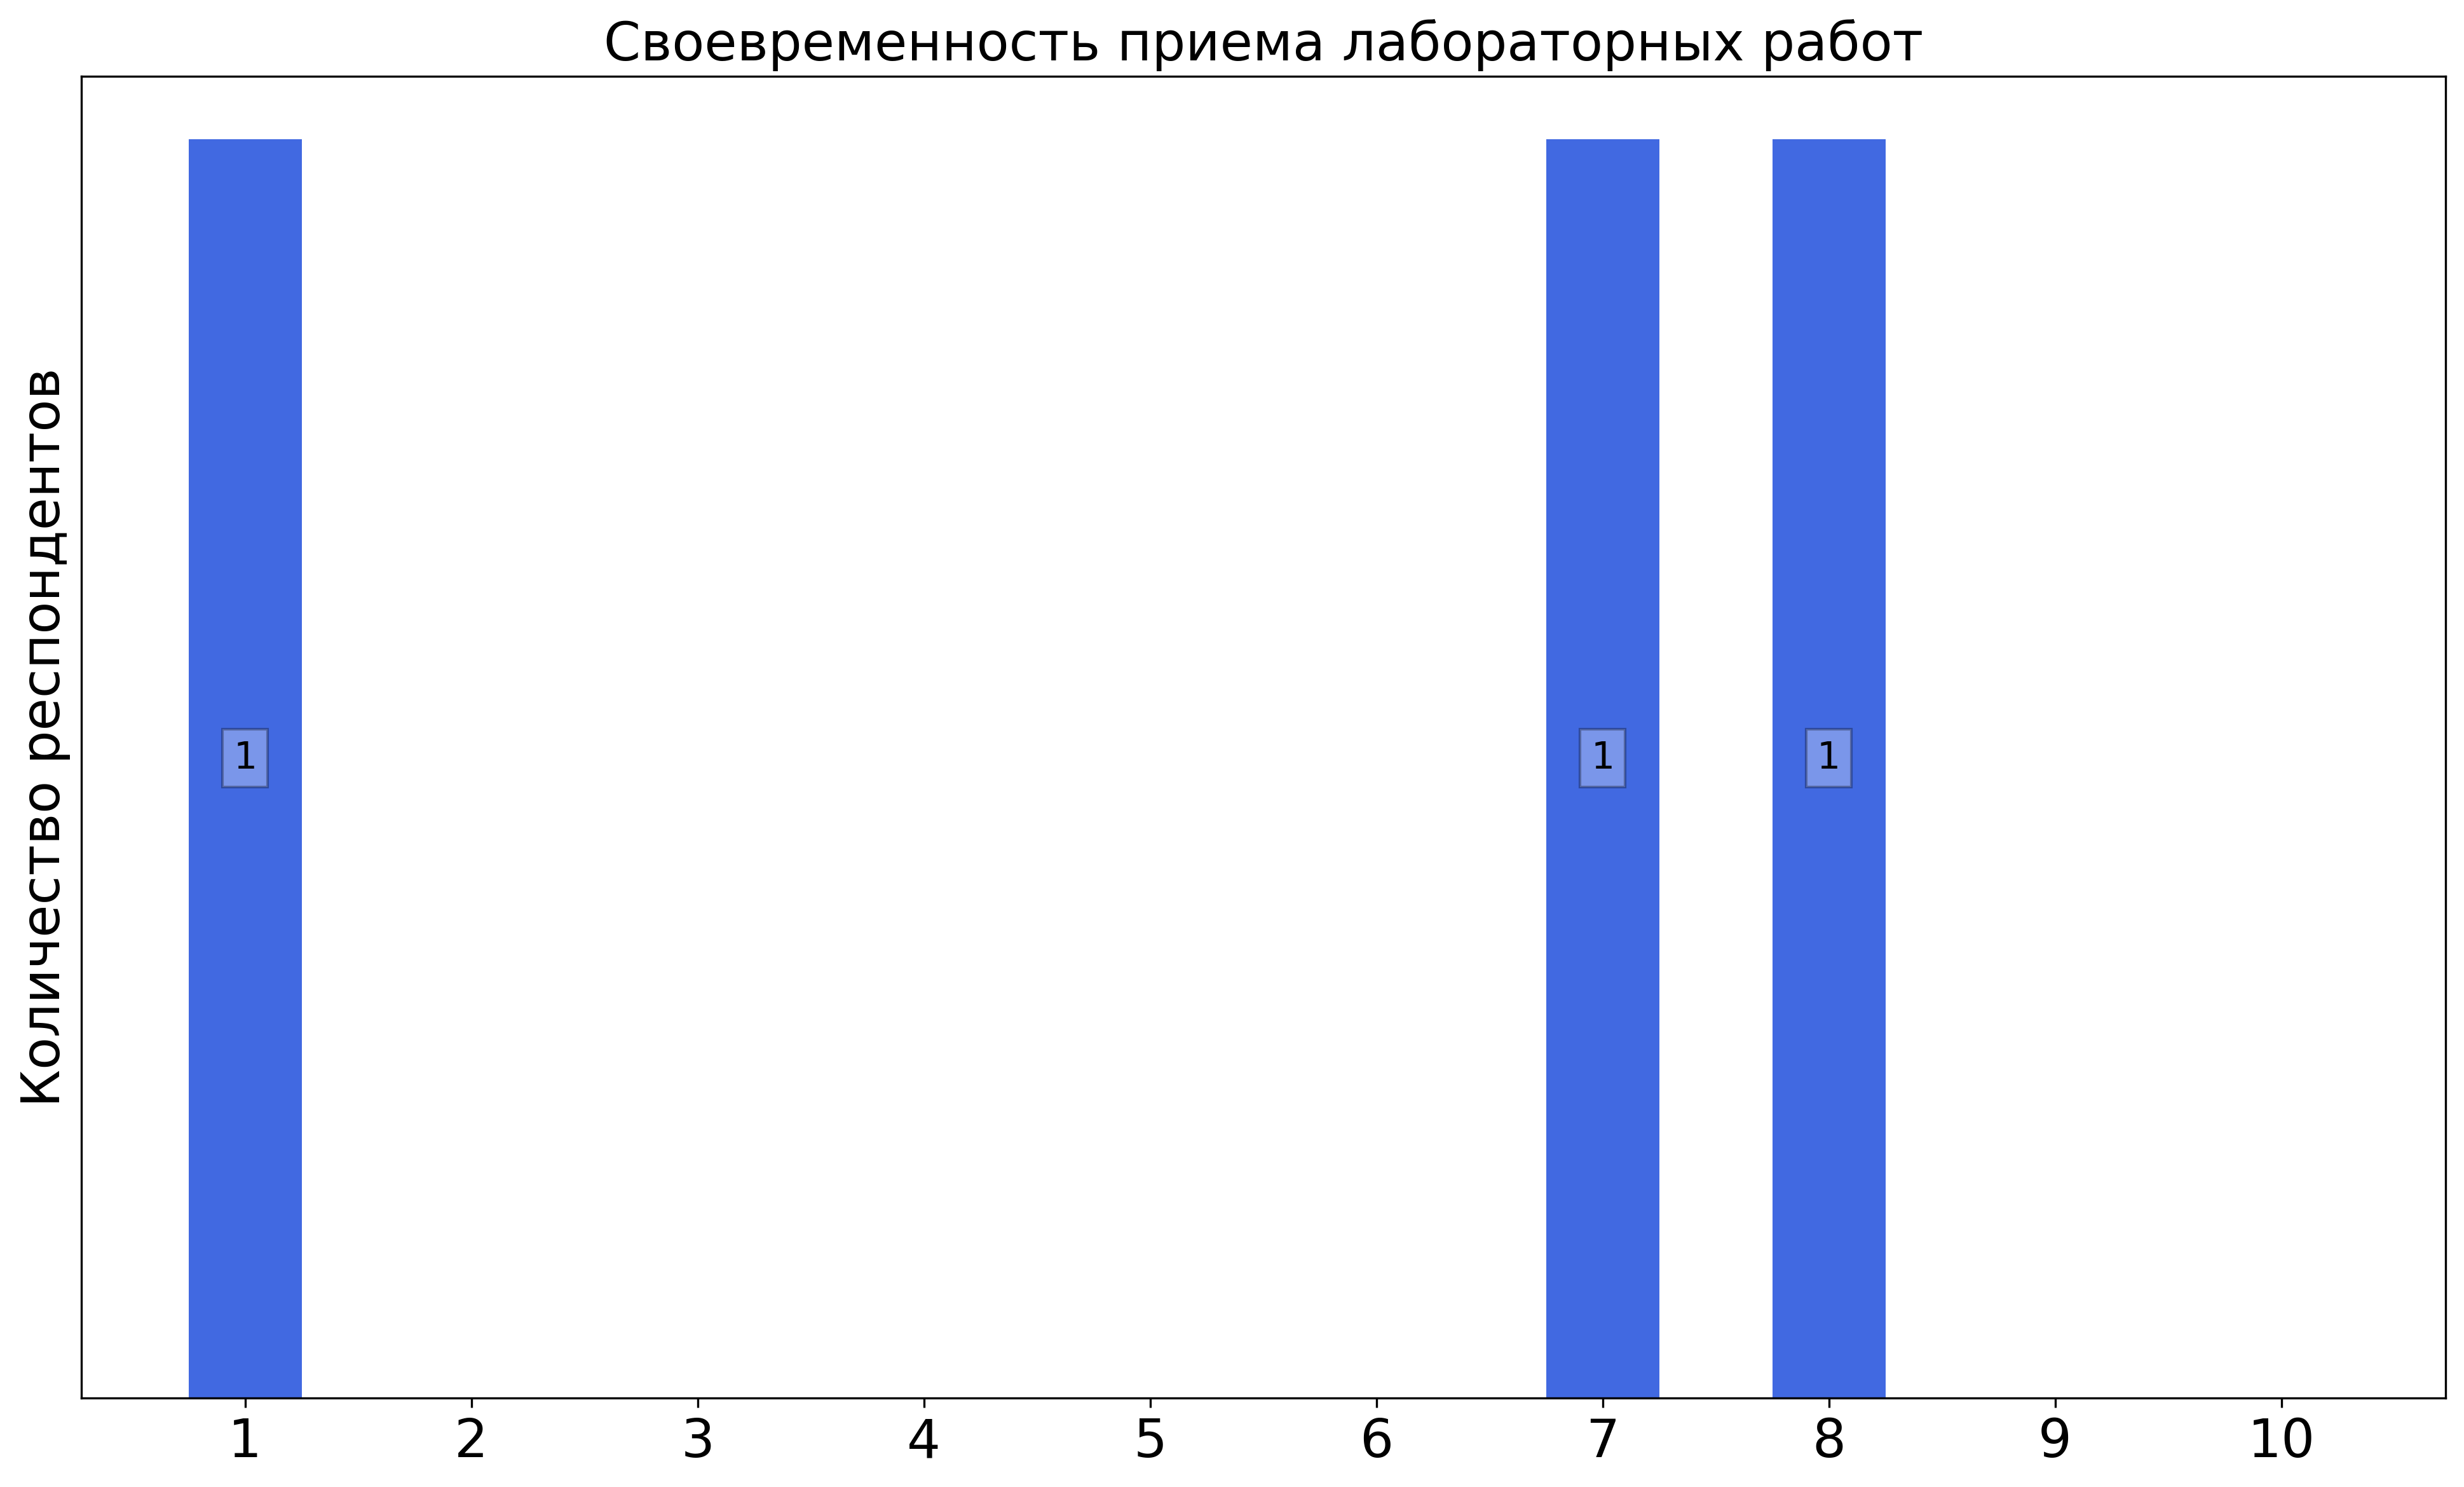 Своевременность приема лабораторных работ
Количество респондентов
1 1 1
1 2 3 4 5 6 7 8 9 10